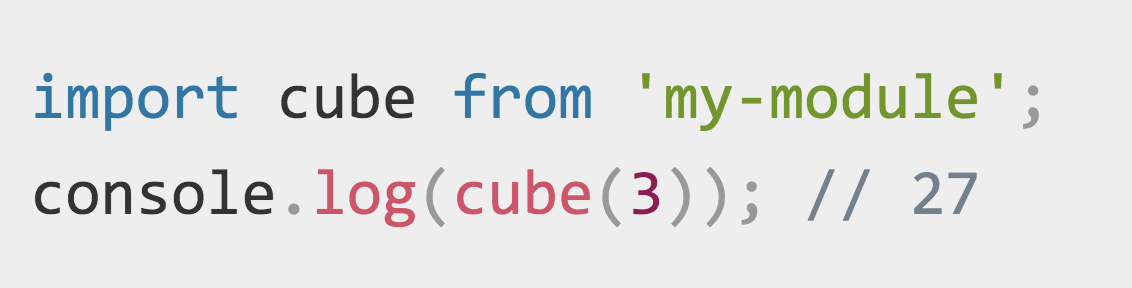 import cube from 'my-module';
console.log(cube(3)); // 27